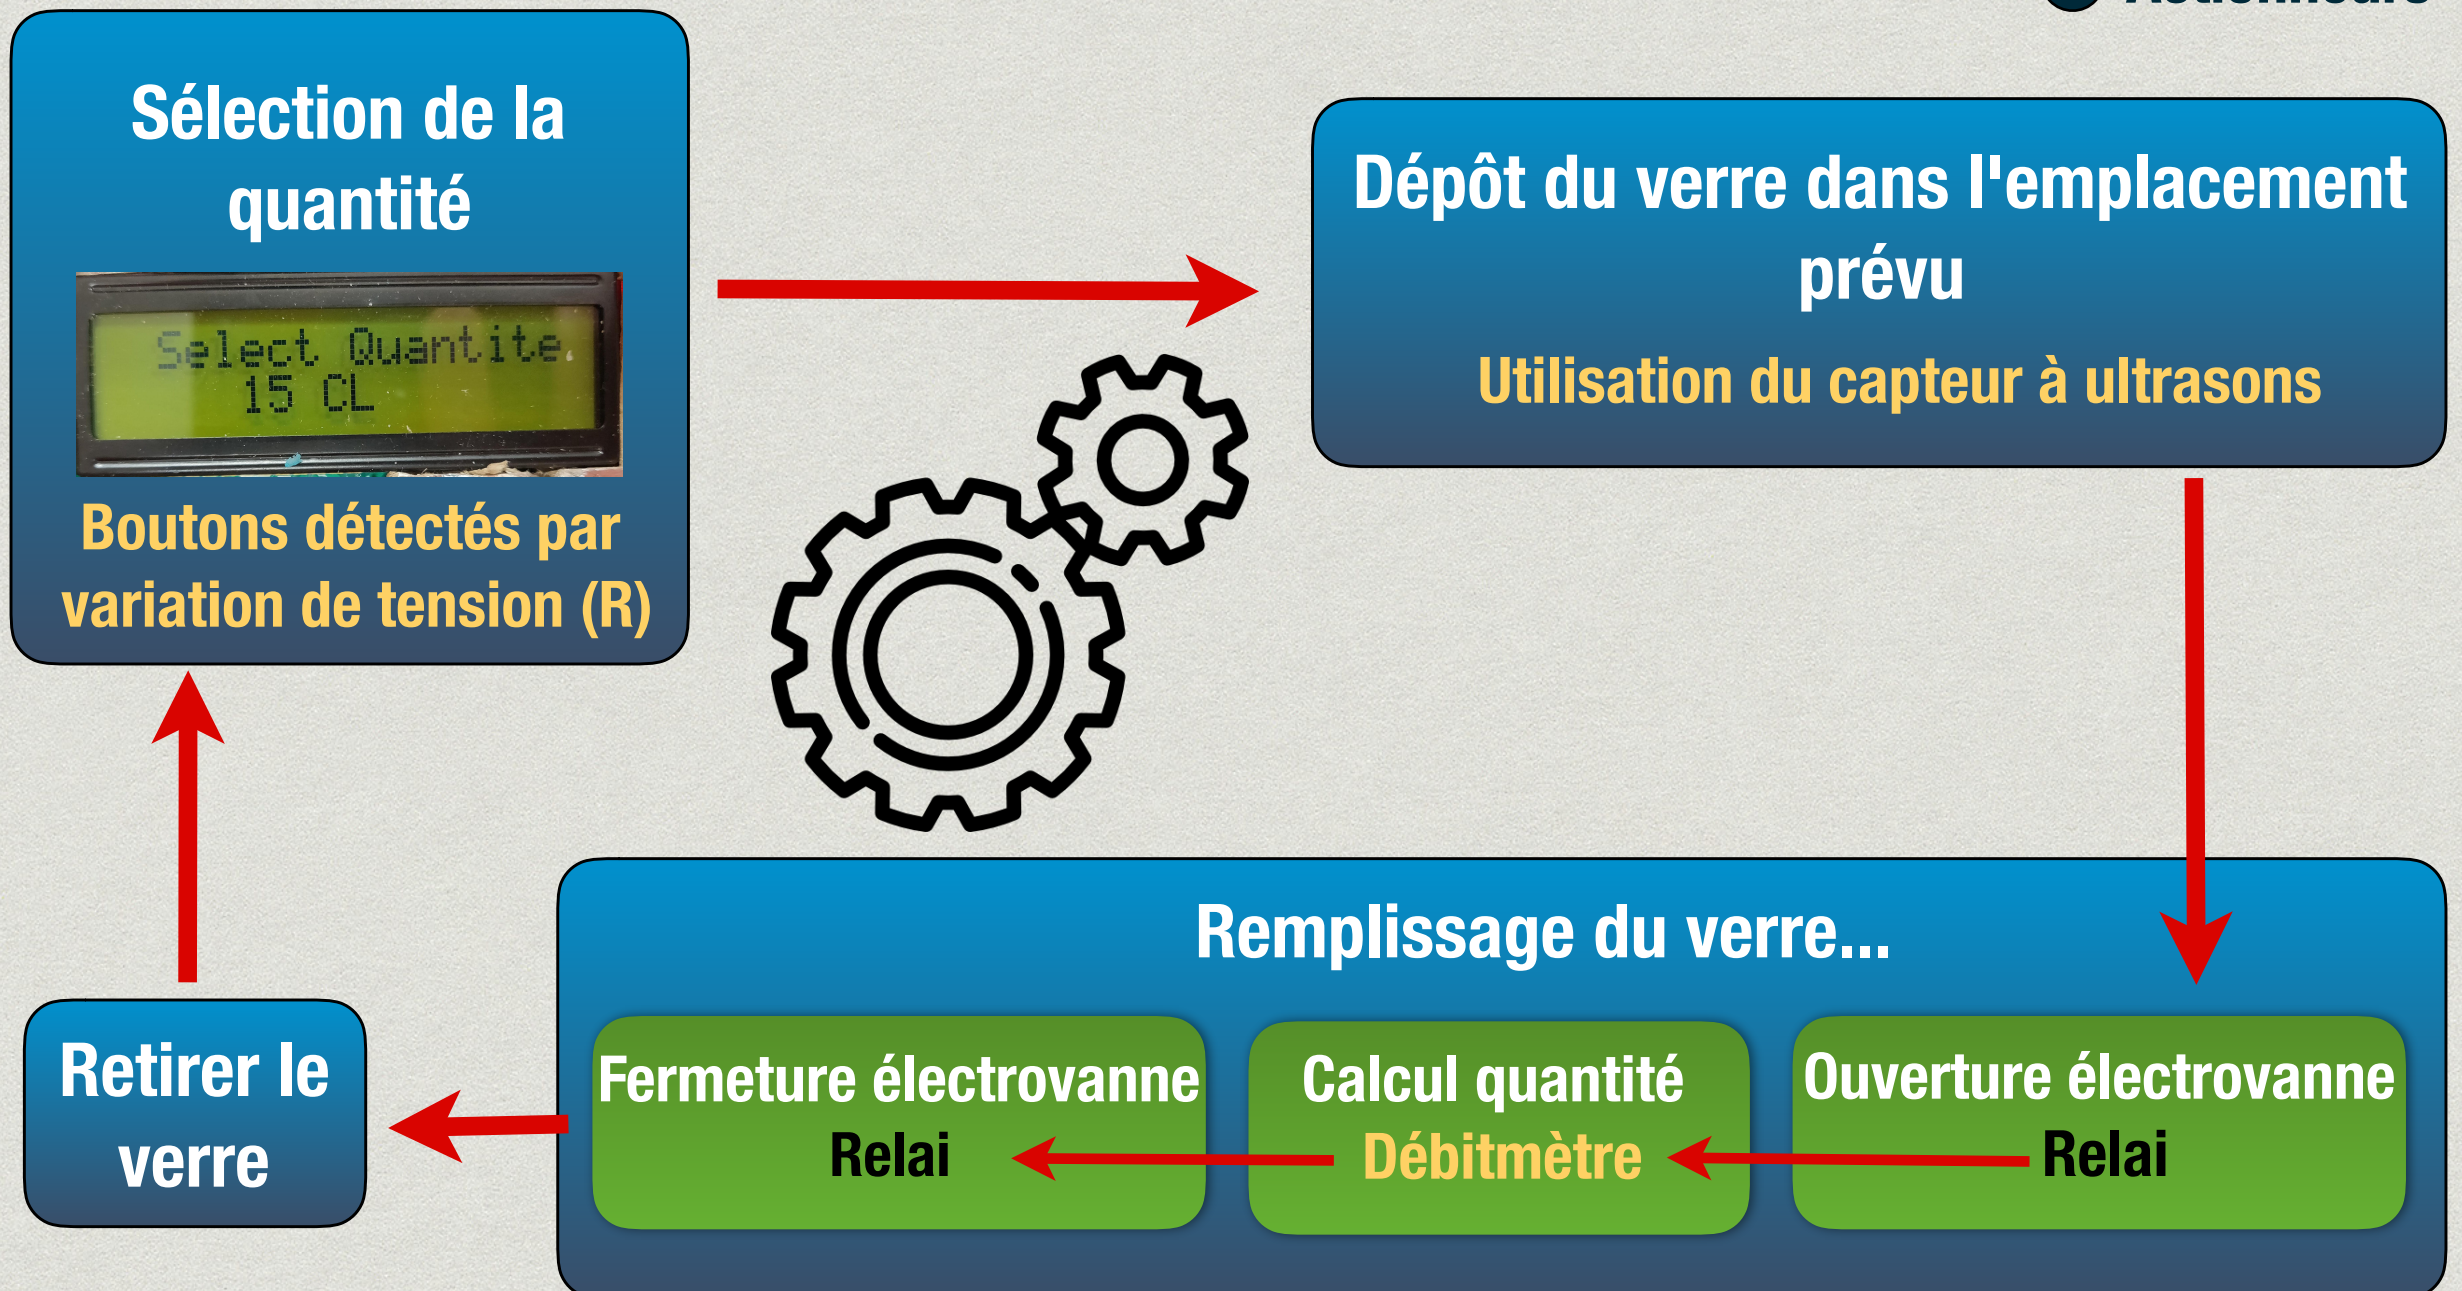 Sélection de la
quantité
Select Quantite
15 CL
Boutons détectés par
variation de tension (R)
Dépôt du verre dans l'emplacement
prévu
Utilisation du capteur à ultrasons
Remplissage du verre...
Ouverture électrovanne
Relai
Calcul quantité
Débitmètre
Fermeture électrovanne
Relai
Retirer le
verre